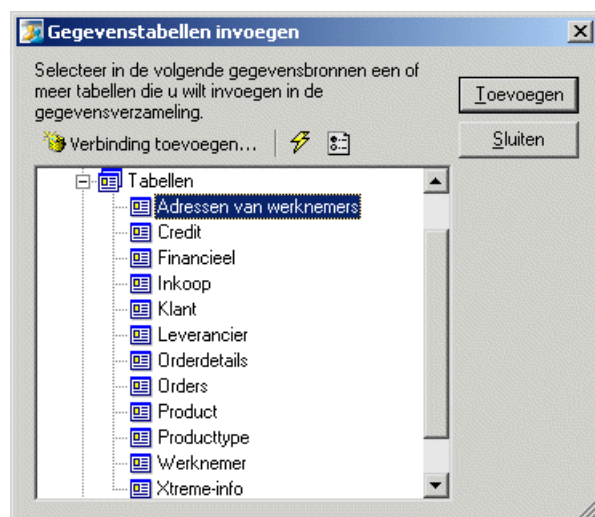 Gegevenstabellen invoegen
Selecteer in de volgende gegevensbronnen een of
meer tabellen die u wilt invoegen in de
gegevensverzameling.
Toevoegen
Sluiten
Verbinding toevoegen...
Tabellen
Adressen van werknemers
Credit
Financieel
Inkoop
Klant
Leverancier
Orderdetails
Orders
Product
Producttype
Werknemer
Xtreme-info